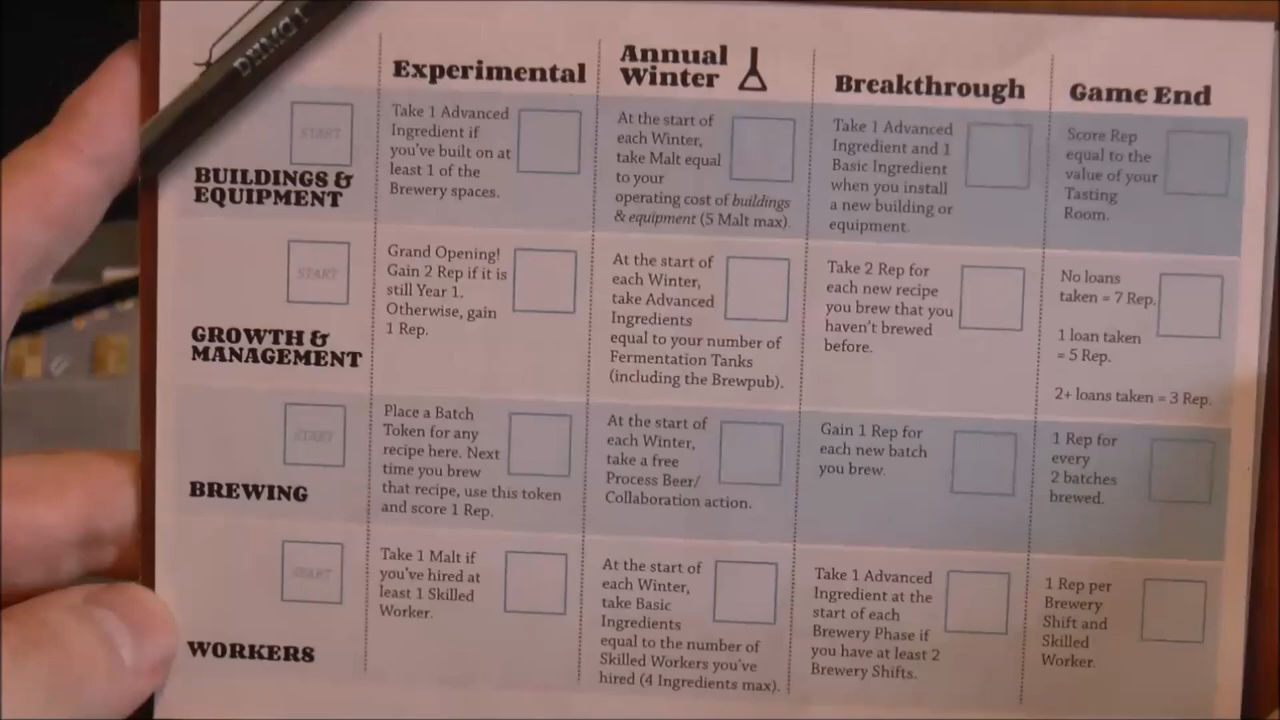 DHMD 1
Experimental
Annual
Winter
Breakthrough
Game End
START
BUILDINGS &
EQUIPMENT
Take 1 Advanced
Ingredient if
you've built on at
least 1 of the
Brewery spaces.
At the start of
each Winter,
take Malt equal
to your
operating cost of buildings
& equipment (5 Malt max).
Take 1 Advanced
Ingredient and 1
Basic Ingredient
when you install
a new building or
equipment.
Score Rep
equal to the
value of your
Tasting
Room.
START
GROWTH &
MANAGEMENT
Grand Opening!
Gain 2 Rep if it is
still Year 1.
Otherwise, gain
1 Rep.
At the start of
each Winter,
take Advanced
Ingredients
equal to your number of
Fermentation Tanks
(including the Brewpub).
Take 2 Rep for
each new recipe
you brew that you
haven't brewed
before.
No loans
taken = 7 Rep.
1 loan taken
= 5 Rep.
2+ loans taken = 3 Rep.
START
BREWING
Place a Batch
Token for any
recipe here. Next
time you brew
that recipe, use this token
and score 1 Rep.
At the start of
each Winter,
take a free
Process Beer/
Collaboration action.
Gain 1 Rep for
each new batch
you brew.
1 Rep for
every
2 batches
brewed.
START
WORKERS
Take 1 Malt if
you've hired at
least 1 Skilled
Worker.
At the start of
each Winter,
take Basic
Ingredients
equal to the number of
Skilled Workers you've
hired (4 Ingredients max).
Take 1 Advanced
Ingredient at the
start of each
Brewery Phase if
you have at least 2
Brewery Shifts.
1 Rep per
Brewery
Shift and
Skilled
Worker.